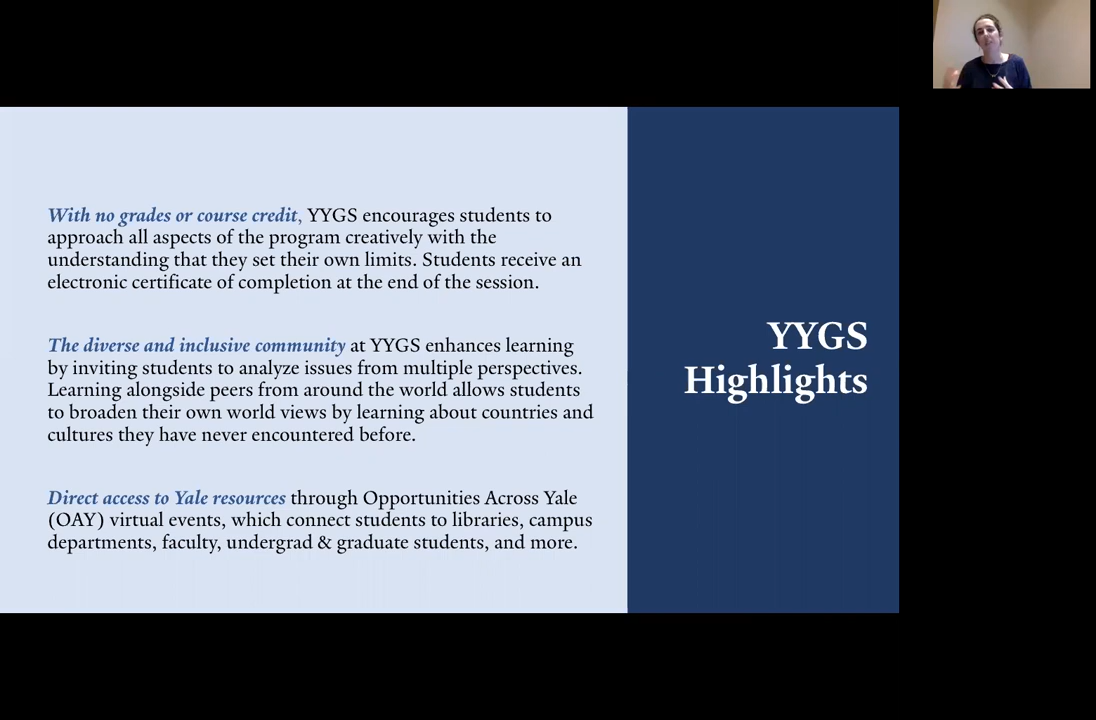 With no grades or course credit, YYGS encourages students to
approach all aspects of the program creatively with the
understanding that they set their own limits. Students receive an
electronic certificate of completion at the end of the session.
The diverse and inclusive community at YYGS enhances learning
by inviting students to analyze issues from multiple perspectives.
Learning alongside peers from around the world allows students
to broaden their own world views by learning about countries and
cultures they have never encountered before.
Direct access to Yale resources through Opportunities Across Yale
(OAY) virtual events, which connect students to libraries, campus
departments, faculty, undergrad & graduate students, and more.
YYGS
Highlights